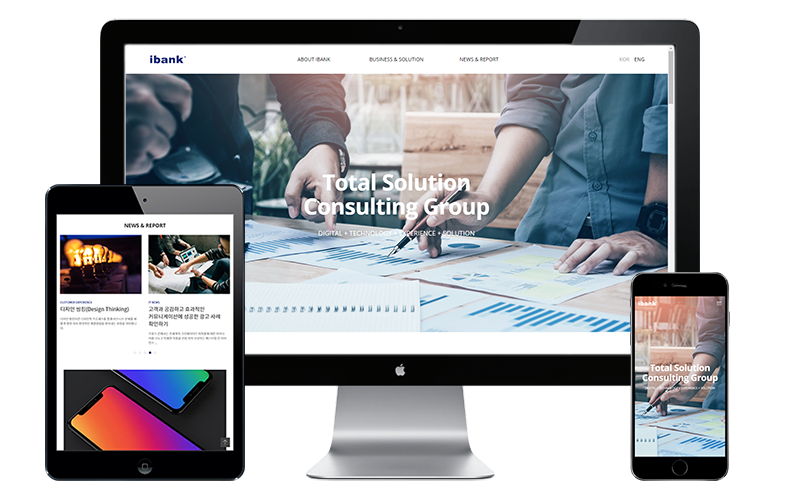 ibank
ABOUT IBANK
BUSINESS & SOLUTION
NEWS & REPORT
KOR
ENG
Total Solution
Consulting Group
DIGITAL + TECHNOLOGY + EXPERIENCE + SOLUTION
NEWS & REPORT
CUSTOMER EXPERIENCE
디자인 씽킹(Design Thinking)
IT NEWS
고객과 공감하고 효과적인
커뮤니케이션에 성공한 광고 사례
확인하기
ibank
Total Solution
Consulting Group